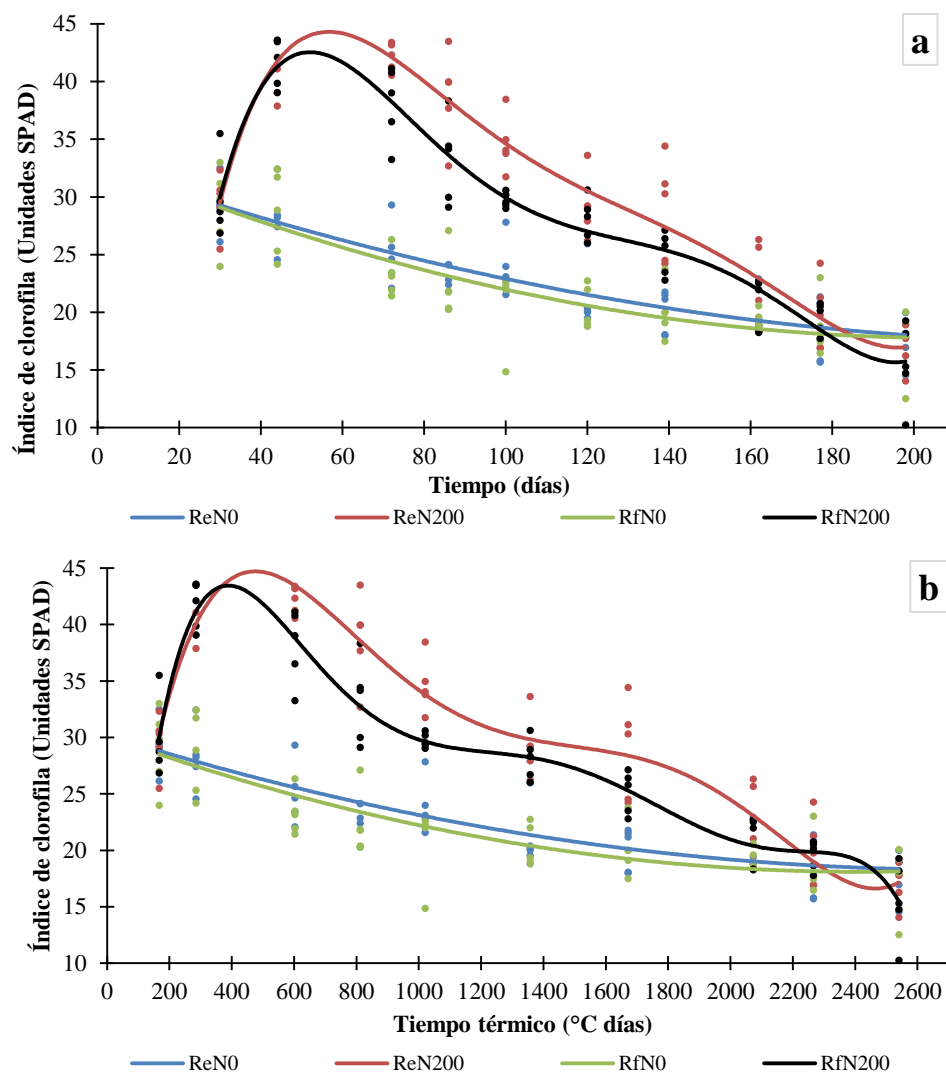 a
Índice de clorofila (Unidades SPAD)
45
40
35
30
25
20
15
10
0 20 40 60 80 100 120 140 160 180 200
Tiempo (días)
ReN0 ReN200 RfN0 RfN200
b
Índice de clorofila (Unidades SPAD)
45
40
35
30
25
20
15
10
0 200 400 600 800 1000 1200 1400 1600 1800 2000 2200 2400 2600
Tiempo térmico (°C días)
ReN0 ReN200 RfN0 RfN200